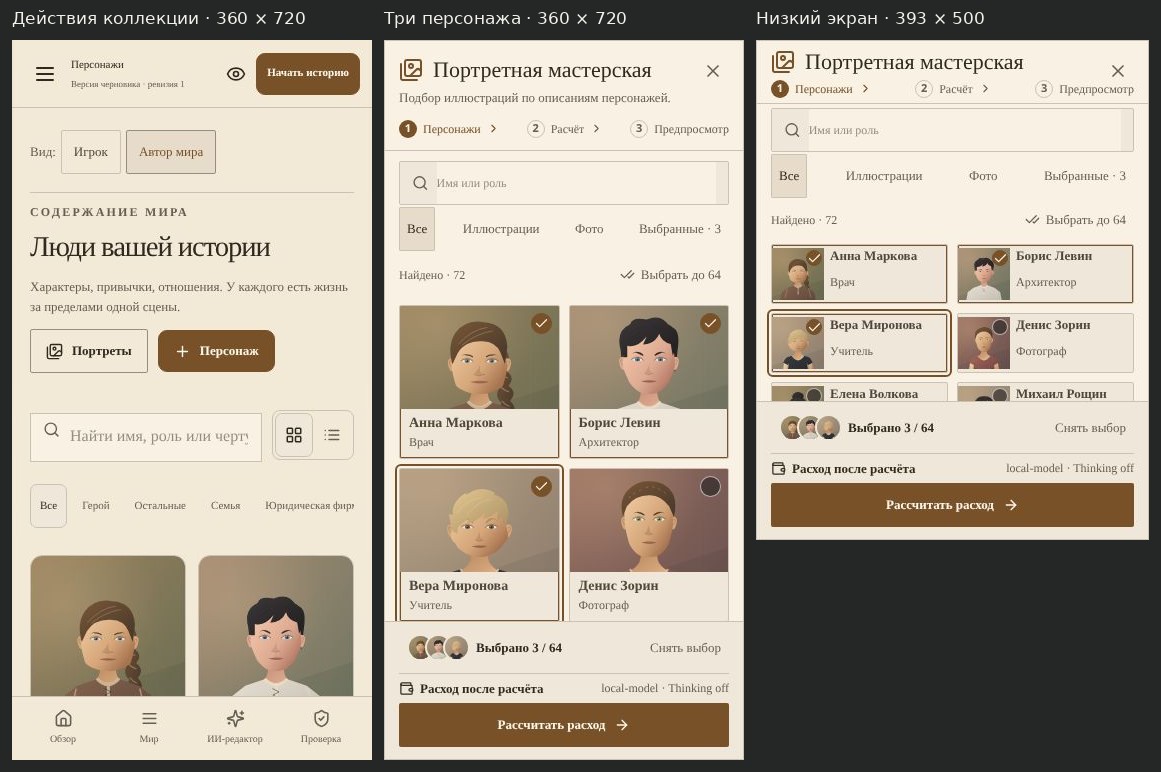 Действия коллекции · 360 × 720
Персонажи
Версия черновика · ревизия 1
Начать историю
Вид:
Игрок
Автор мира
СОДЕРЖАНИЕ МИРА
Люди вашей истории
Характеры, привычки, отношения. У каждого есть жизнь
за пределами одной сцены.
Портреты
Персонаж
Найти имя, роль или черту
Все
Герой
Остальные
Семья
Юридическая
Обзор
Мир
ИИ-редактор
Проверка
Три персонажа · 360 × 720
Портретная мастерская
Подбор иллюстраций по описаниям персонажей.
1 Персонажи
2 Расчёт
3 Предпросмотр
Имя или роль
Все
Иллюстрации
Фото
Выбранные · 3
Найдено · 72
Выбрать до 64
Анна Маркова
Врач
Борис Левин
Архитектор
Вера Миронова
Учитель
Денис Зорин
Фотограф
Выбрано 3 / 64
Снять выбор
Расход после расчёта
local-model · Thinking off
Рассчитать расход
Низкий экран · 393 × 500
Портретная мастерская
1 Персонажи
2 Расчёт
3 Предпросмотр
Имя или роль
Все
Иллюстрации
Фото
Выбранные · 3
Найдено · 72
Выбрать до 64
Анна Маркова
Врач
Борис Левин
Архитектор
Вера Миронова
Учитель
Денис Зорин
Фотограф
Елена Волкова
Михаил Рощин
Выбрано 3 / 64
Снять выбор
Расход после расчёта
local-model · Thinking off
Рассчитать расход